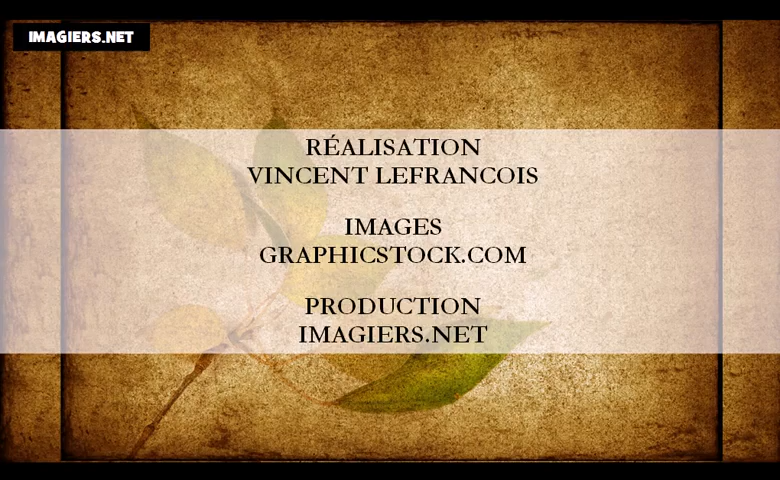 IMAGIERS.NET
RÉALISATION
VINCENT LEFRANCOIS
IMAGES
GRAPHICSTOCK.COM
PRODUCTION
IMAGIERS.NET